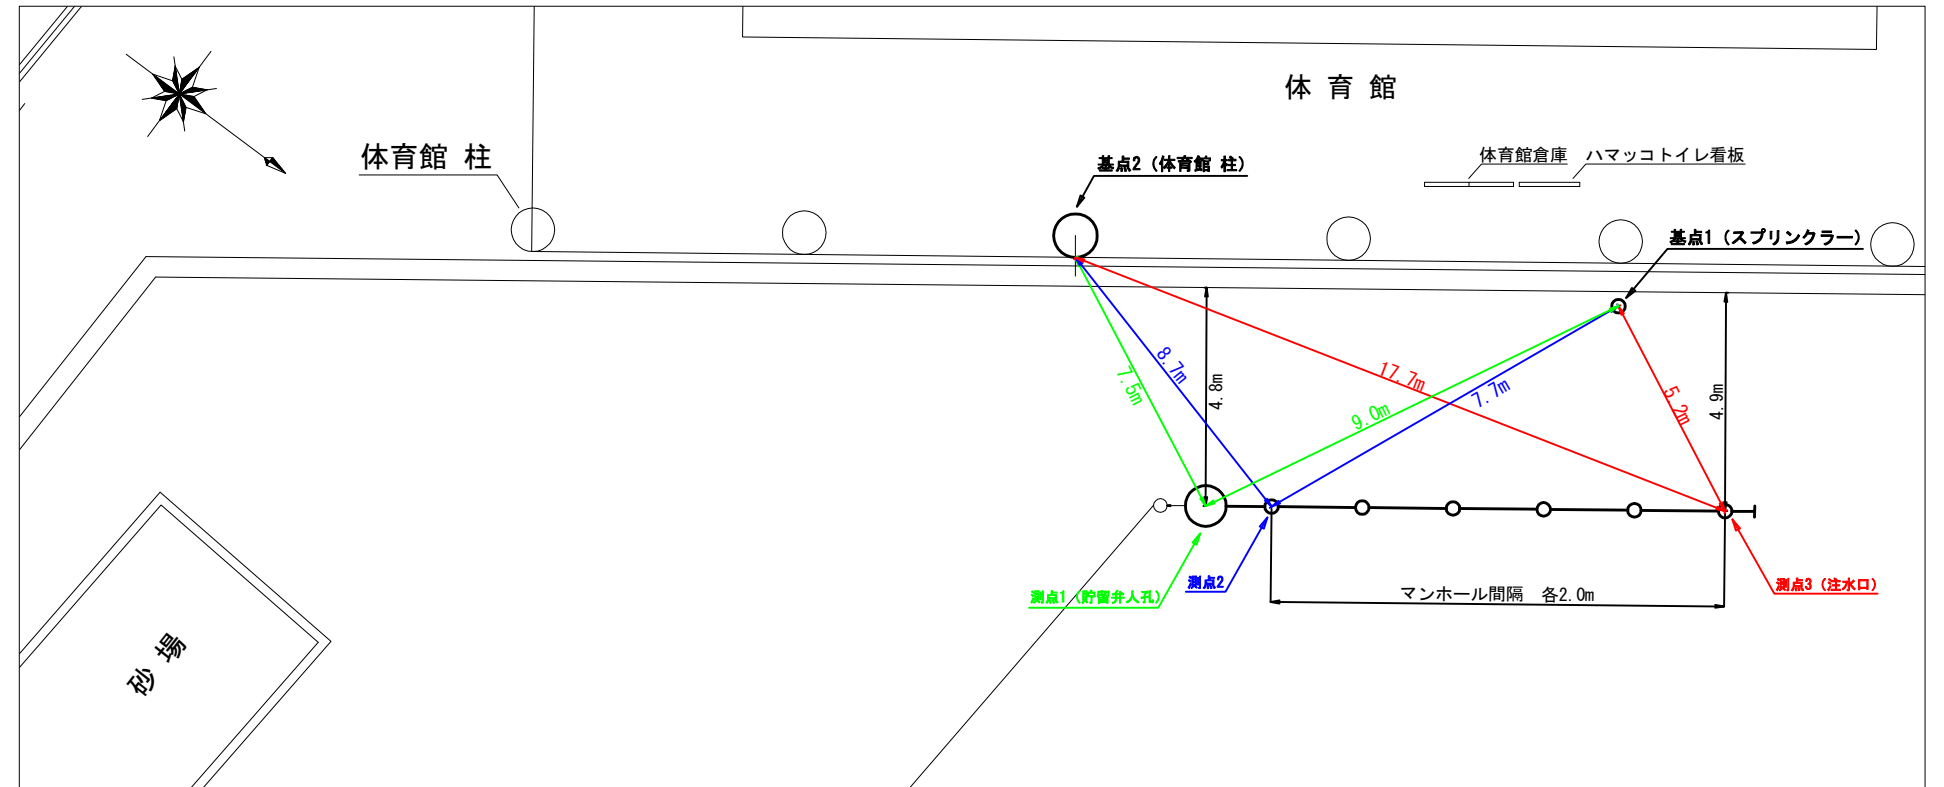 体育館
体育館 柱
基点2（体育館 柱）
体育館倉庫
ハマッコトイレ看板
基点1（スプリンクラー）
8.7m
7.5m
4.8m
17.7m
7.7m
9.0m
5.2m
4.9m
測点1（貯留弁人孔）
測点2
マンホール間隔 各2.0m
測点3（注水口）
砂場